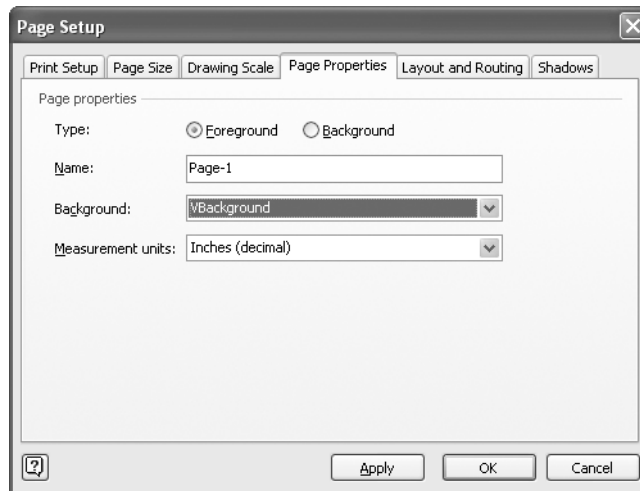 Page Setup
Print Setup Page Size Drawing Scale Page Properties Layout and Routing Shadows
Page properties
Type: Foreground Background
Name: Page-1
Background: VBackground
Measurement units: Inches (decimal)
? Apply OK Cancel